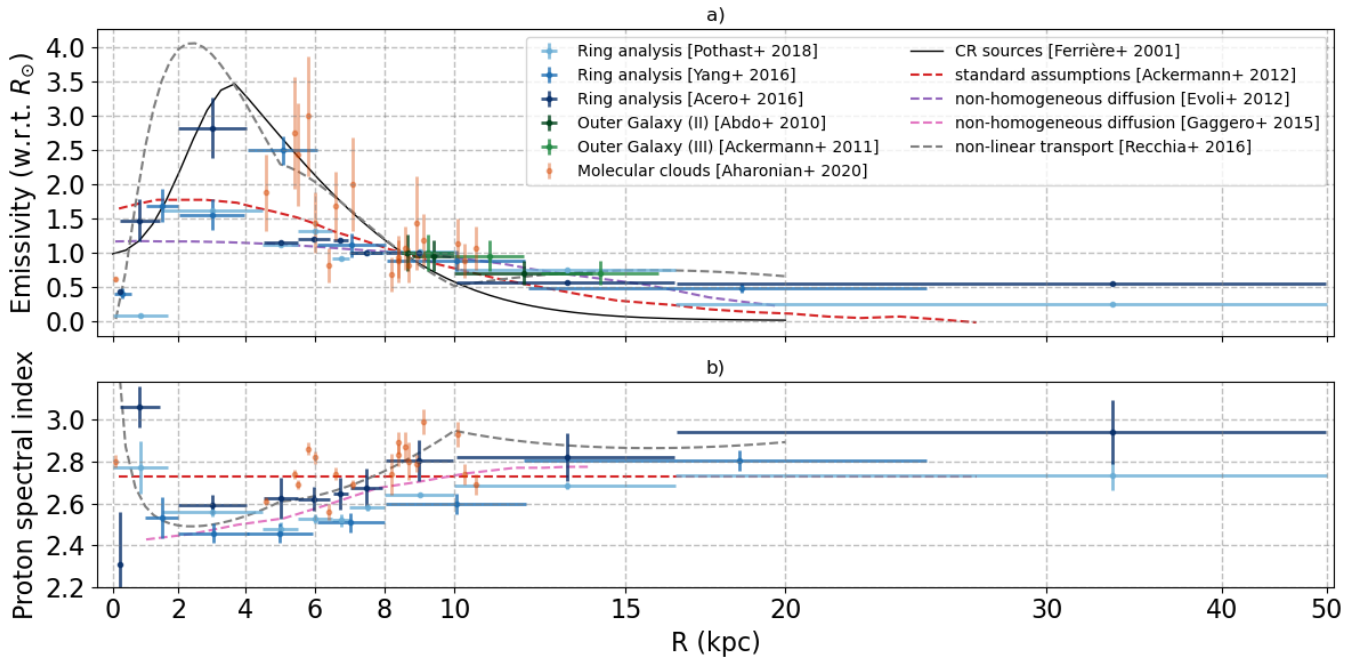 a)
Emissivity (w.r.t. R⊙)
4.0
3.5
3.0
2.5
2.0
1.5
1.0
0.5
0.0
Ring analysis [Pothast+ 2018]
Ring analysis [Yang+ 2016]
Ring analysis [Acero+ 2016]
Outer Galaxy (II) [Abdo+ 2010]
Outer Galaxy (III) [Ackermann+ 2011]
Molecular clouds [Aharonian+ 2020]
CR sources [Ferrière+ 2001]
standard assumptions [Ackermann+ 2012]
non-homogeneous diffusion [Evoli+ 2012]
non-homogeneous diffusion [Gaggero+ 2015]
non-linear transport [Recchia+ 2016]
b)
Proton spectral index
3.0
2.8
2.6
2.4
2.2
0 2 4 6 8 10 15 20 30 40 50
R (kpc)